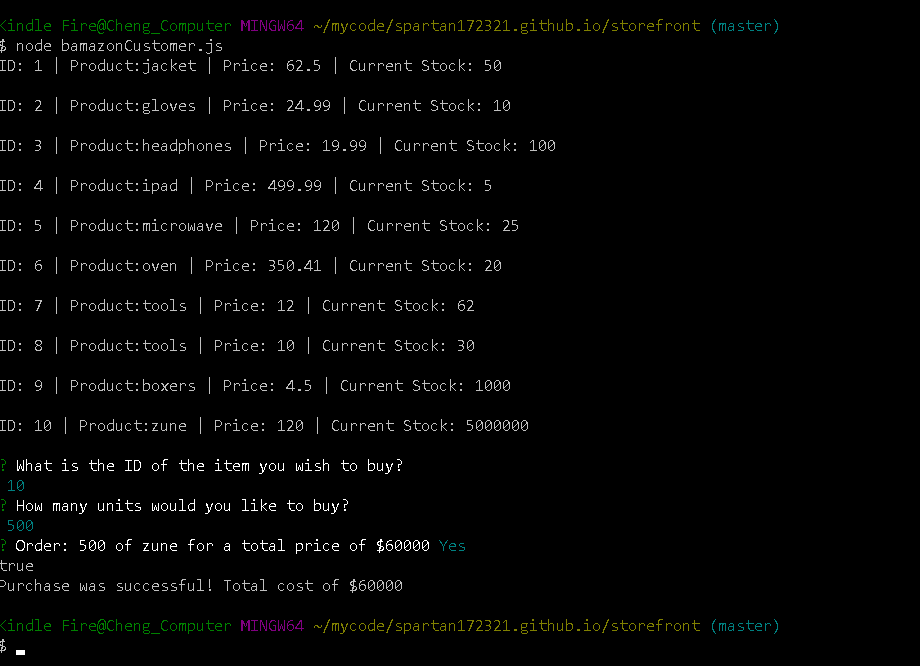 Kindle Fire@Cheng_Computer MINGW64 ~/mycode/spartan172321.github.io/storefront (master)
$ node bamazonCustomer.js
ID: 1 | Product:jacket | Price: 62.5 | Current Stock: 50
ID: 2 | Product:gloves | Price: 24.99 | Current Stock: 10
ID: 3 | Product:headphones | Price: 19.99 | Current Stock: 100
ID: 4 | Product:ipad | Price: 499.99 | Current Stock: 5
ID: 5 | Product:microwave | Price: 120 | Current Stock: 25
ID: 6 | Product:oven | Price: 350.41 | Current Stock: 20
ID: 7 | Product:tools | Price: 12 | Current Stock: 62
ID: 8 | Product:tools | Price: 10 | Current Stock: 30
ID: 9 | Product:boxers | Price: 4.5 | Current Stock: 1000
ID: 10 | Product:zune | Price: 120 | Current Stock: 5000000
? What is the ID of the item you wish to buy?
10
? How many units would you like to buy?
500
? Order: 500 of zune for a total price of $60000 Yes
true
Purchase was successful! Total cost of $60000
Kindle Fire@Cheng_Computer MINGW64 ~/mycode/spartan172321.github.io/storefront (master)
$